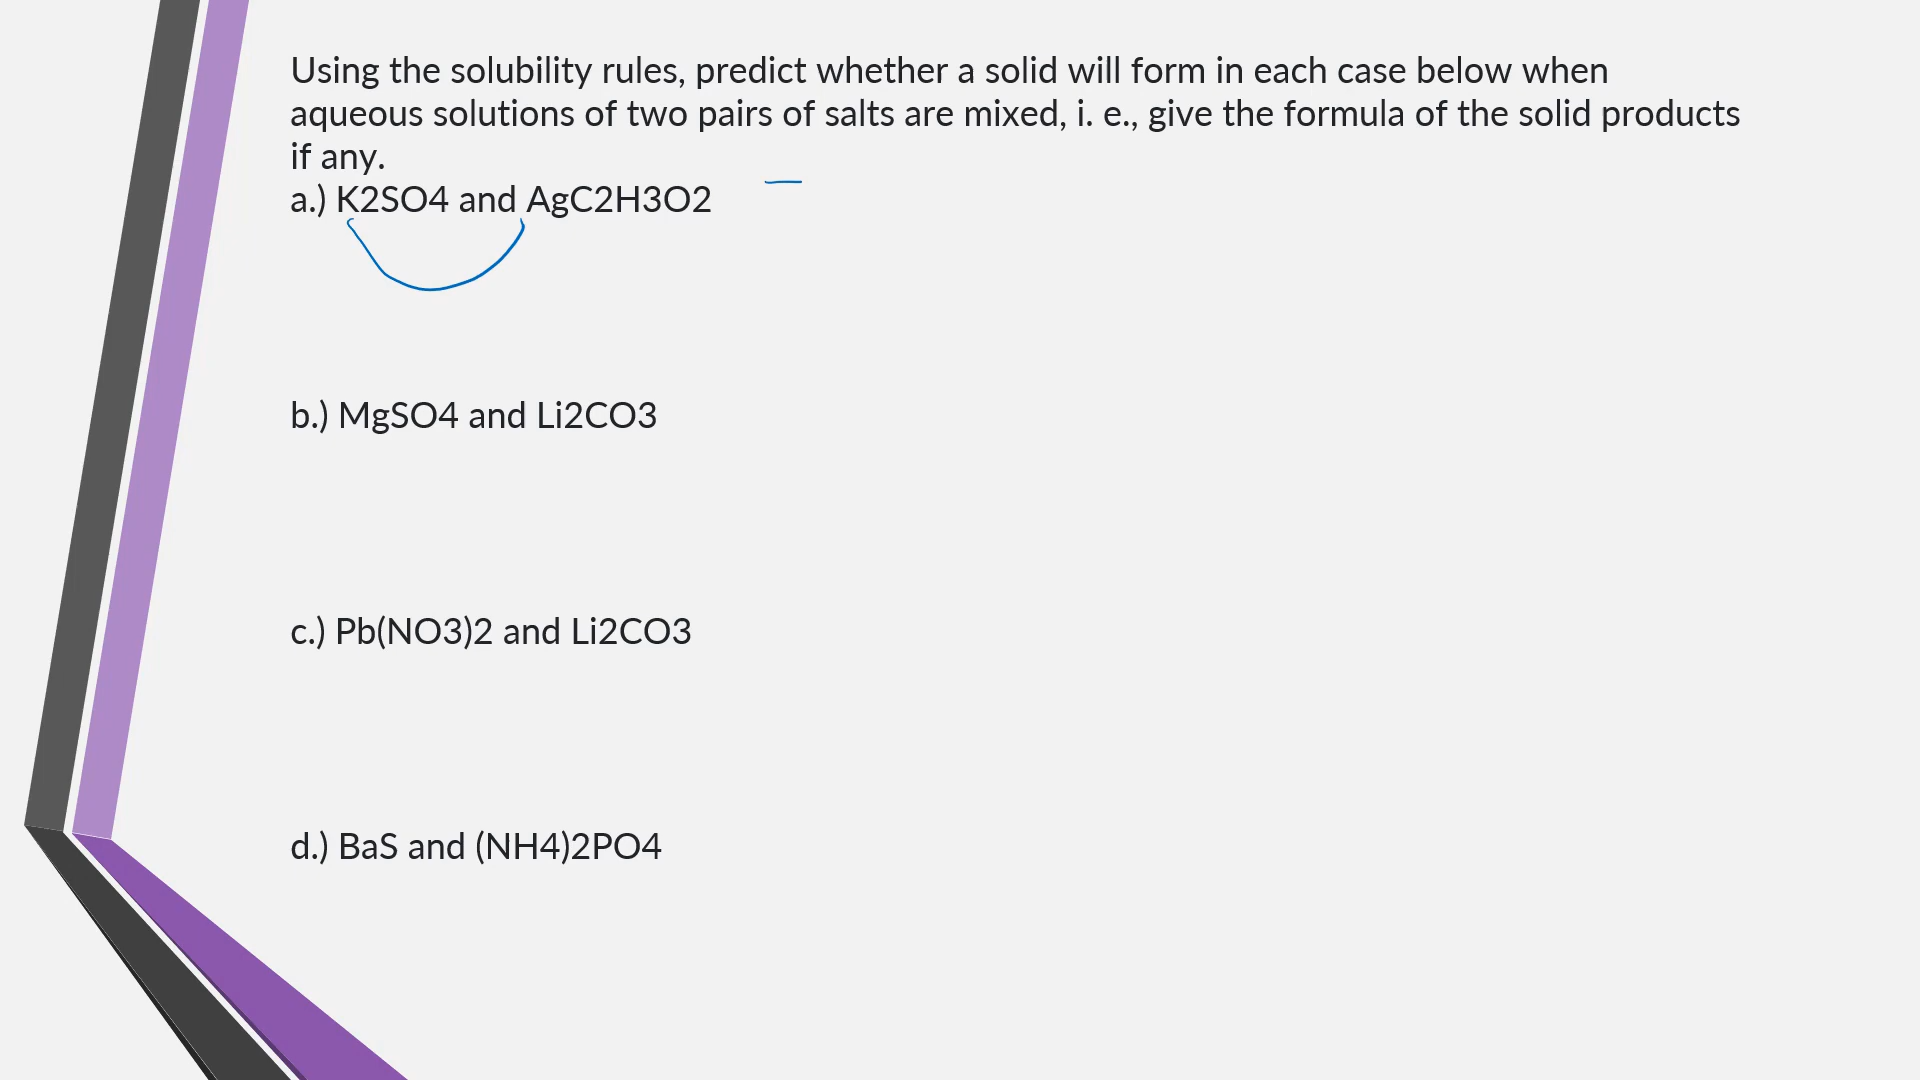 Using the solubility rules, predict whether a solid will form in each case below when
aqueous solutions of two pairs of salts are mixed, i. e., give the formula of the solid products
if any.
a.) K2SO4 and AgC2H3O2
b.) MgSO4 and Li2CO3
c.) Pb(NO3)2 and Li2CO3
d.) BaS and (NH4)2PO4